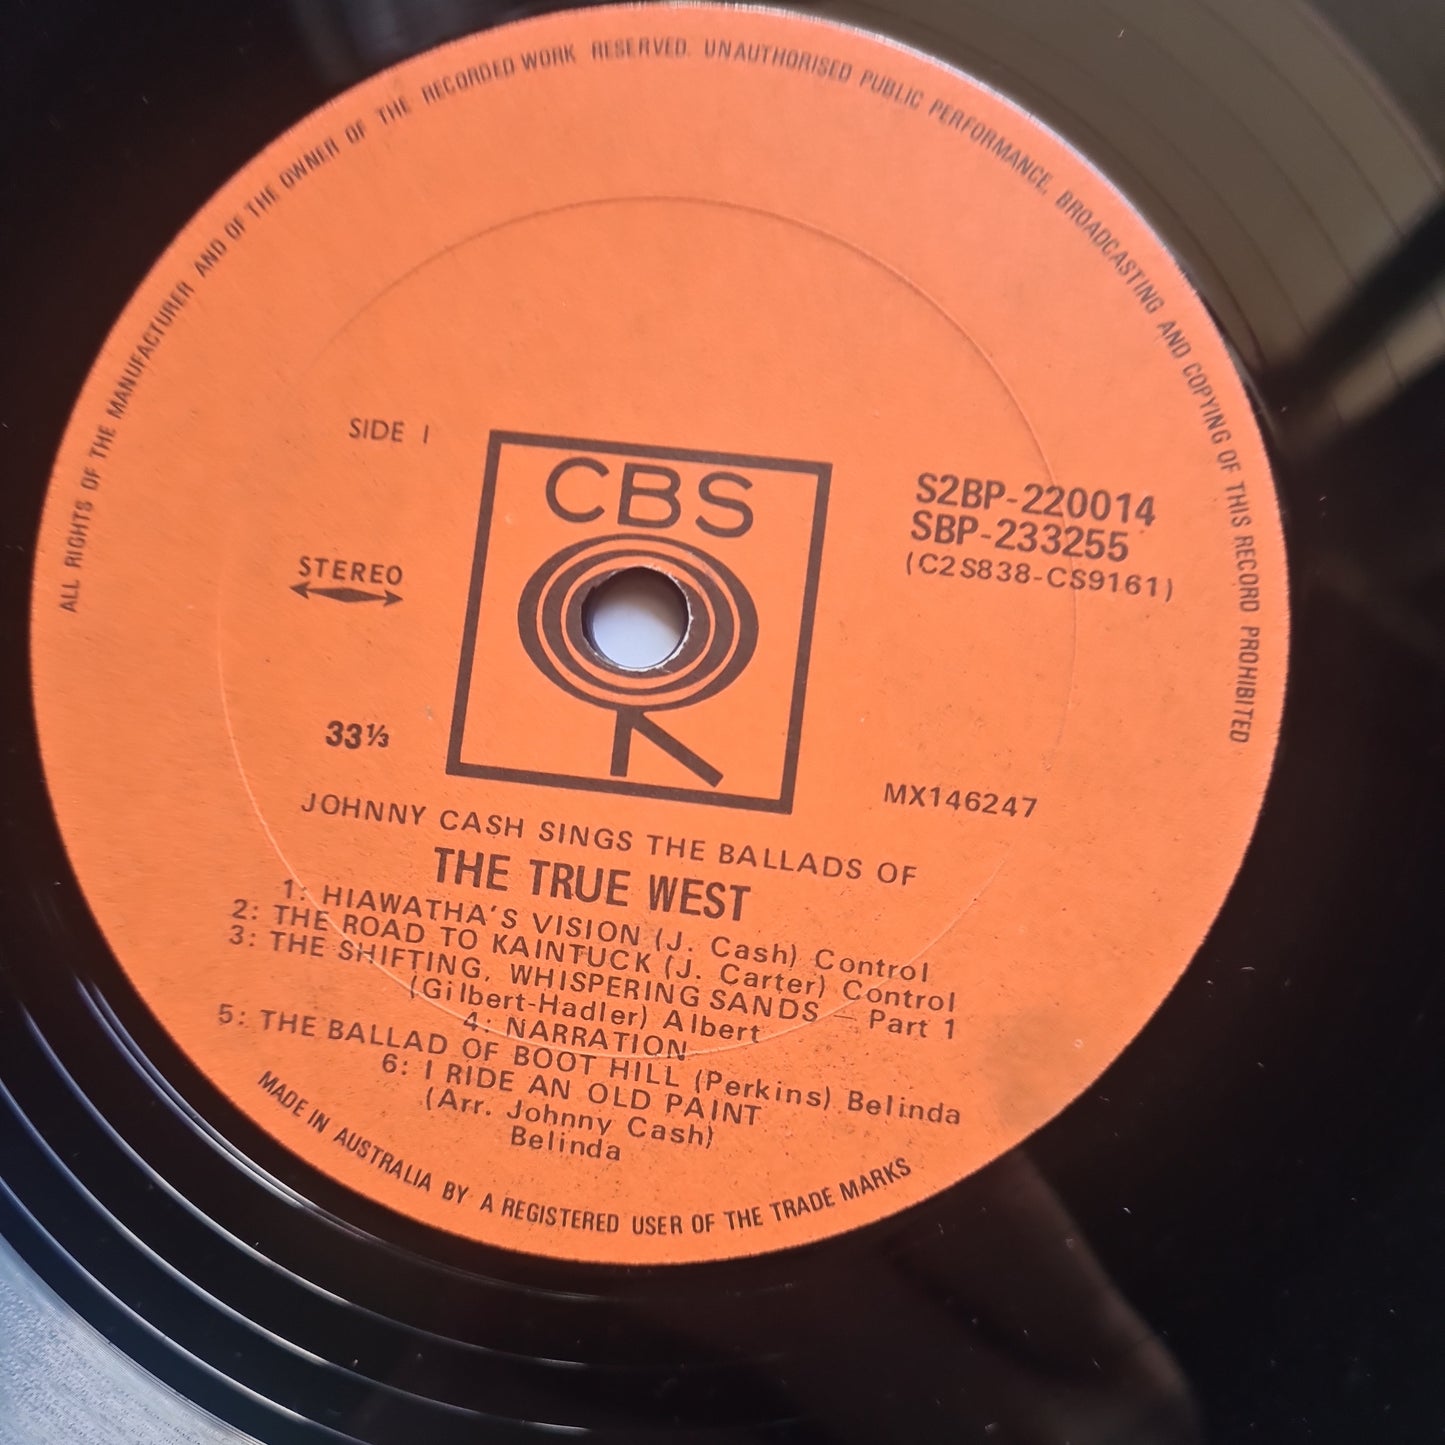 ALL RIGHTS OF THE MANUFACTURER AND OF THE OWNER OF THE RECORDED WORK RESERVED. UNAUTHORISED PUBLIC PERFORMANCE, BROADCASTING AND COPYING OF THIS RECORD PROHIBITED
SIDE 1
CBS
S2BP-220014
SBP-233255
(C2S838-CS9161)
STEREO
33⅓
MX146247
JOHNNY CASH SINGS THE BALLADS OF
THE TRUE WEST
1: HIAWATHA'S VISION (J. Cash) Control
2: THE ROAD TO KAINTUCK (J. Carter) Control
3: THE SHIFTING, WHISPERING SANDS – Part 1
(Gilbert-Hadler) Albert
4: NARRATION
5: THE BALLAD OF BOOT HILL (Perkins) Belinda
6: I RIDE AN OLD PAINT
(Arr. Johnny Cash)
Belinda
MADE IN AUSTRALIA BY A REGISTERED USER OF THE TRADE MARKS